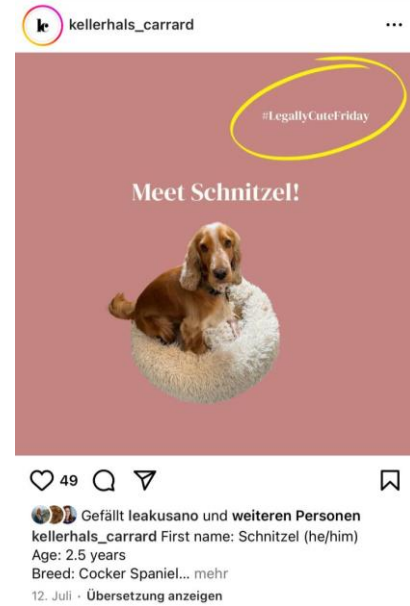 kc kellerhals_carrard
#LegallyCuteFriday
Meet Schnitzel!
49
Gefällt leakusano und weiteren Personen
kellerhals_carrard First name: Schnitzel (he/him)
Age: 2.5 years
Breed: Cocker Spaniel... mehr
12. Juli · Übersetzung anzeigen